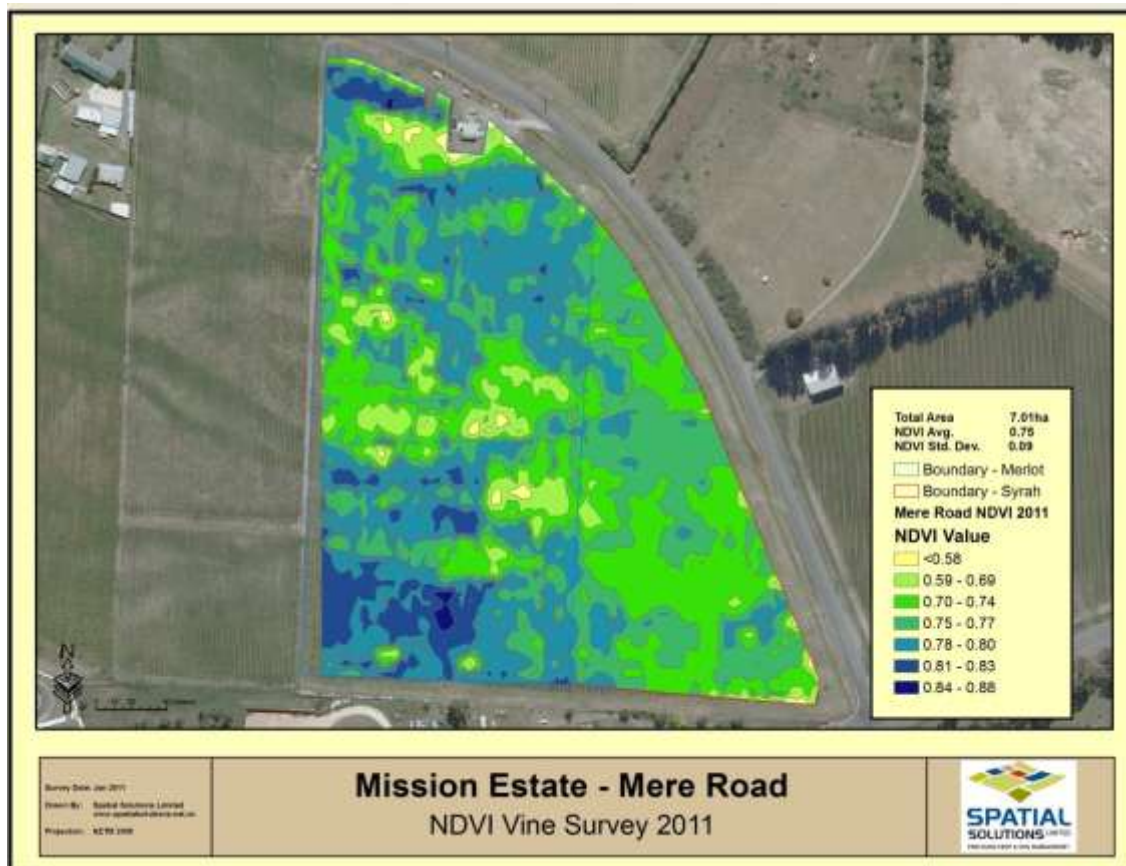 Total Area 7.01ha
NDVI Avg. 0.75
NDVI Std. Dev. 0.09
Boundary - Merlot
Boundary - Syrah
Mere Road NDVI 2011
NDVI Value
<0.58
0.59 - 0.69
0.70 - 0.74
0.75 - 0.77
0.78 - 0.80
0.81 - 0.83
0.84 - 0.88
N
Survey Date: Jan 2011
Drawn By: Spatial Solutions Limited
Projection:
Mission Estate - Mere Road
NDVI Vine Survey 2011
SPATIAL
SOLUTIONS LIMITED